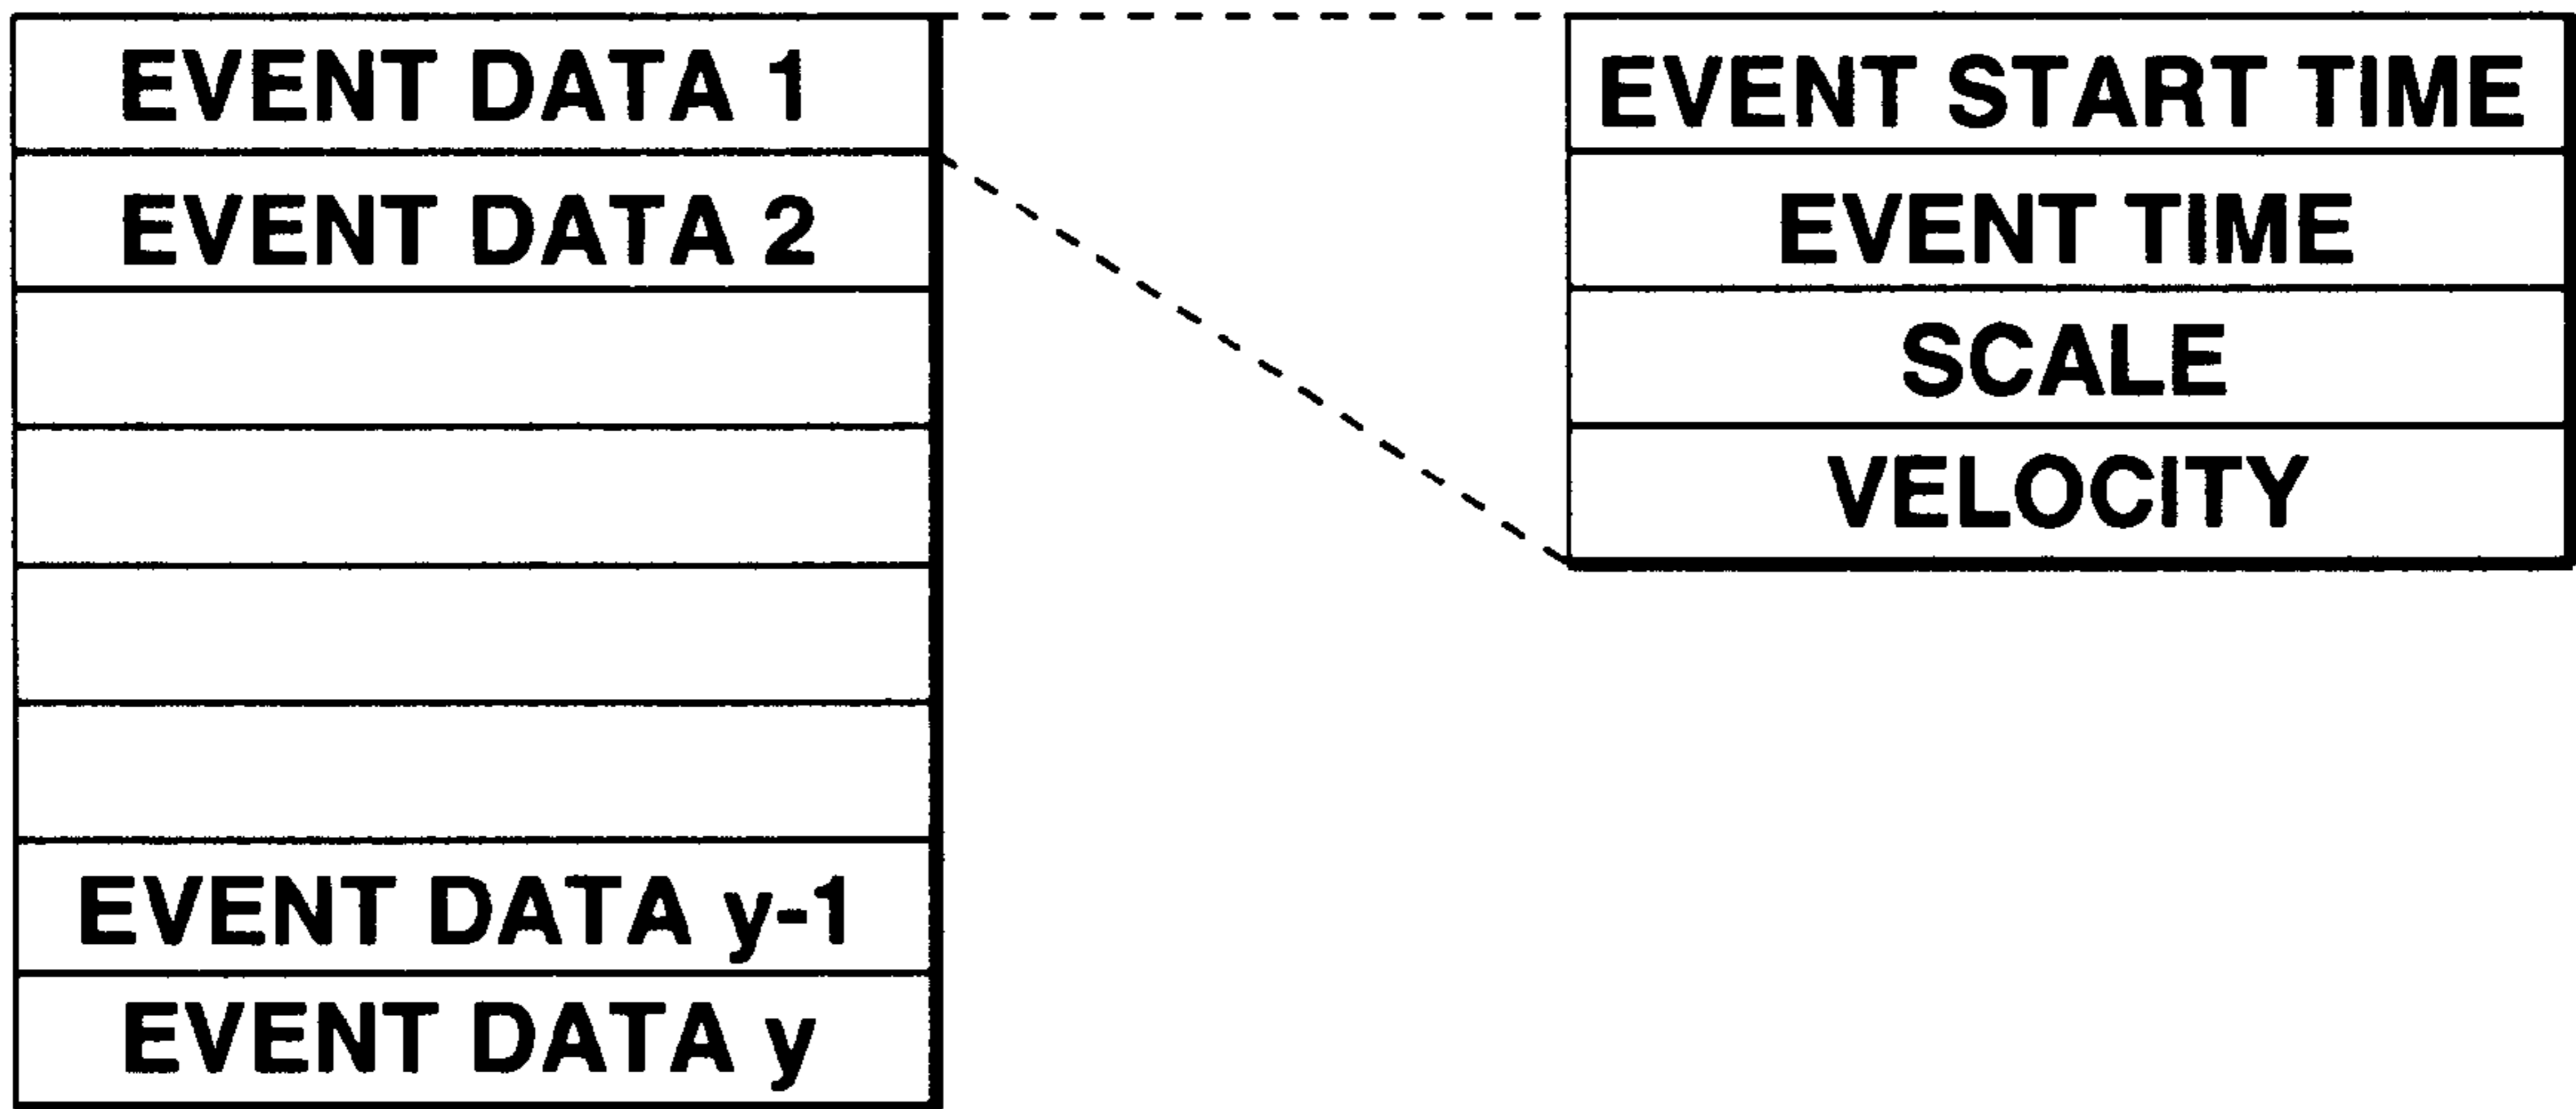 EVENT DATA 1
EVENT DATA 2
EVENT DATA y-1
EVENT DATA y
EVENT START TIME
EVENT TIME
SCALE
VELOCITY